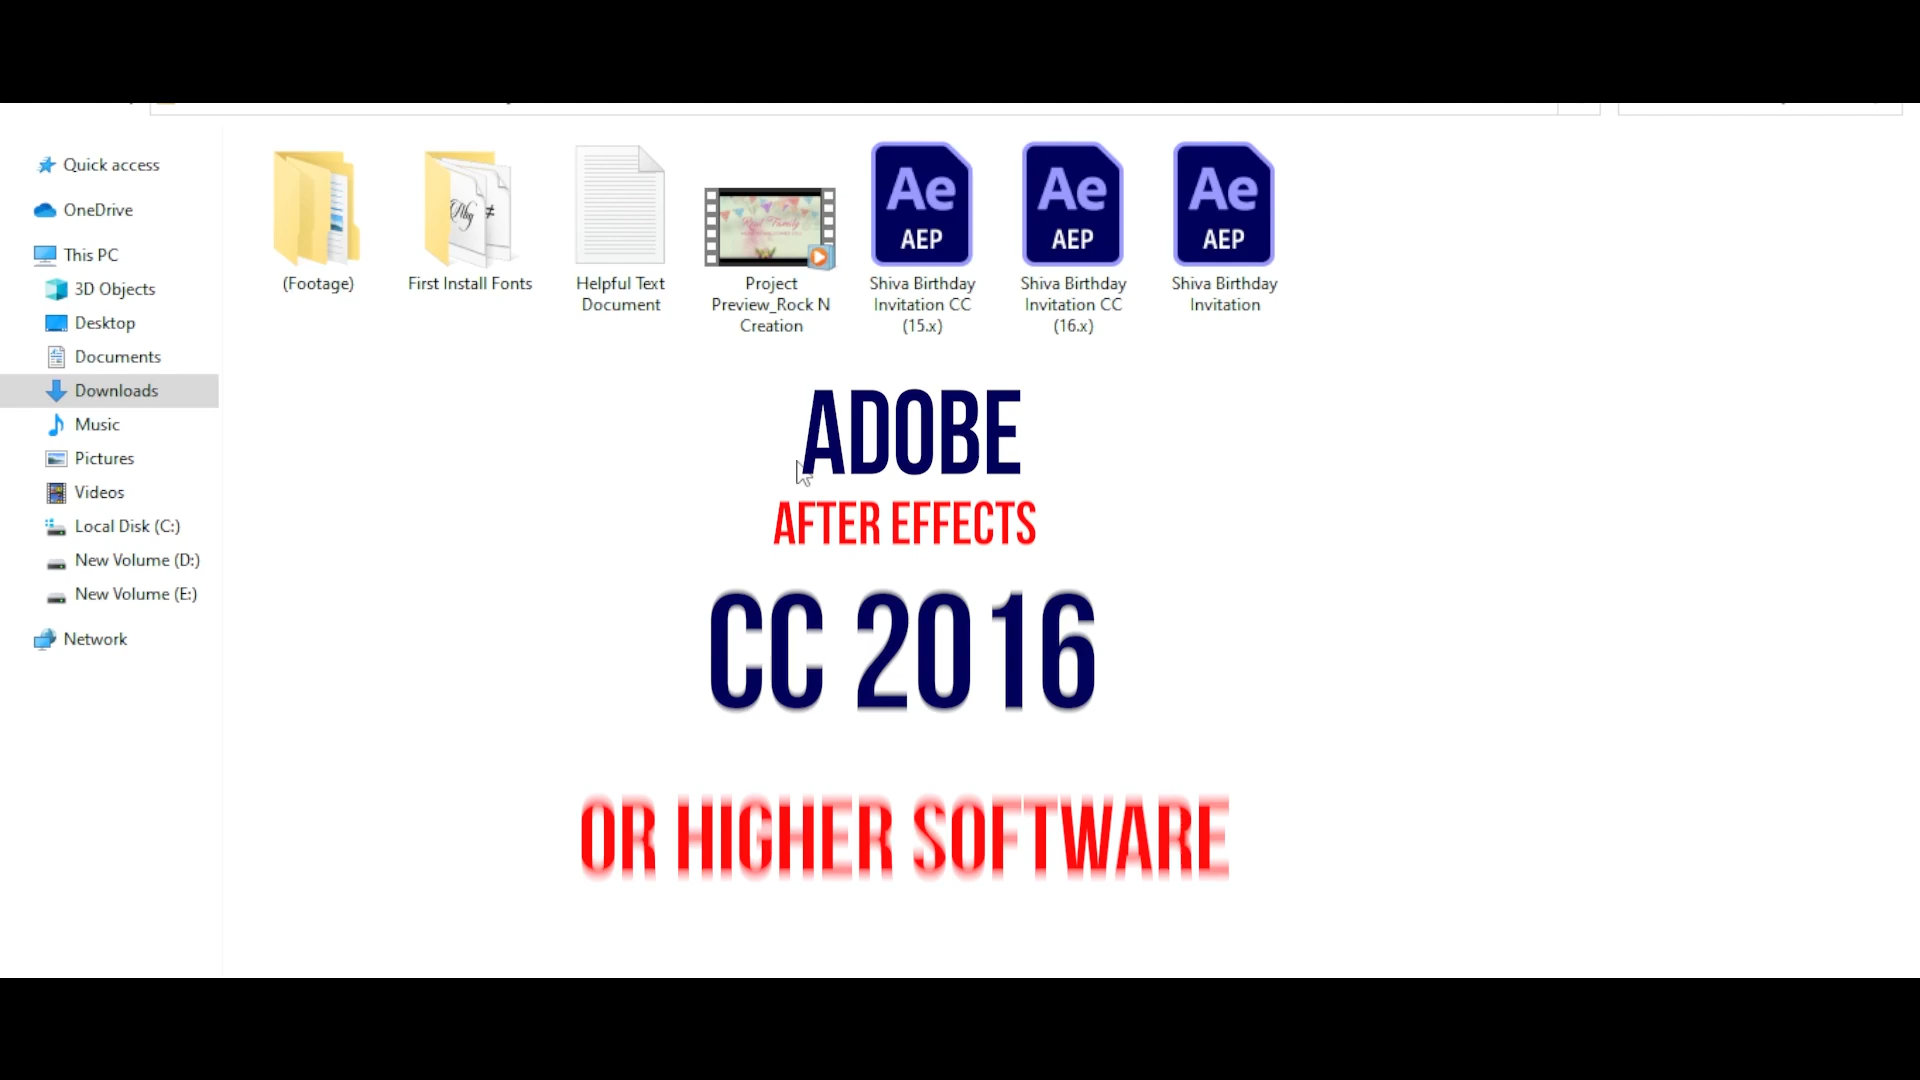 Quick access
OneDrive
This PC
3D Objects
Desktop
Documents
Downloads
Music
Pictures
Videos
Local Disk (C:)
New Volume (D:)
New Volume (E:)
Network
(Footage)
First Install Fonts
Helpful Text
Document
Project
Preview_Rock N
Creation
Ae
AEP
Shiva Birthday
Invitation CC
(15.x)
Ae
AEP
Shiva Birthday
Invitation CC
(16.x)
Ae
AEP
Shiva Birthday
Invitation
ADOBE
AFTER EFFECTS
CC 2016
OR HIGHER SOFTWARE